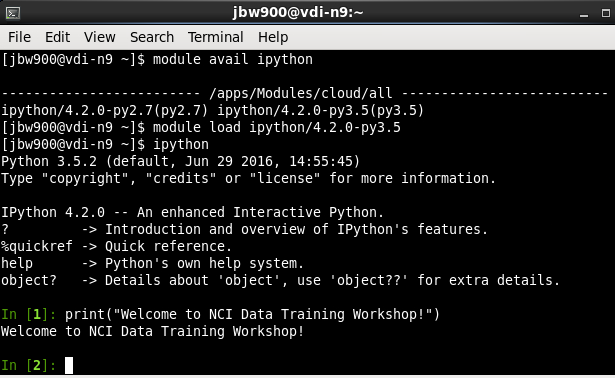 jbw900@vdi-n9:~
File Edit View Search Terminal Help
[jbw900@vdi-n9 ~]$ module avail ipython
------------------------ /apps/Modules/cloud/all -------------------------
ipython/4.2.0-py2.7(py2.7) ipython/4.2.0-py3.5(py3.5)
[jbw900@vdi-n9 ~]$ module load ipython/4.2.0-py3.5
[jbw900@vdi-n9 ~]$ ipython
Python 3.5.2 (default, Jun 29 2016, 14:55:45)
Type "copyright", "credits" or "license" for more information.
IPython 4.2.0 -- An enhanced Interactive Python.
?         -> Introduction and overview of IPython's features.
%quickref -> Quick reference.
help      -> Python's own help system.
object?   -> Details about 'object', use 'object??' for extra details.
In [1]: print("Welcome to NCI Data Training Workshop!")
Welcome to NCI Data Training Workshop!
In [2]: